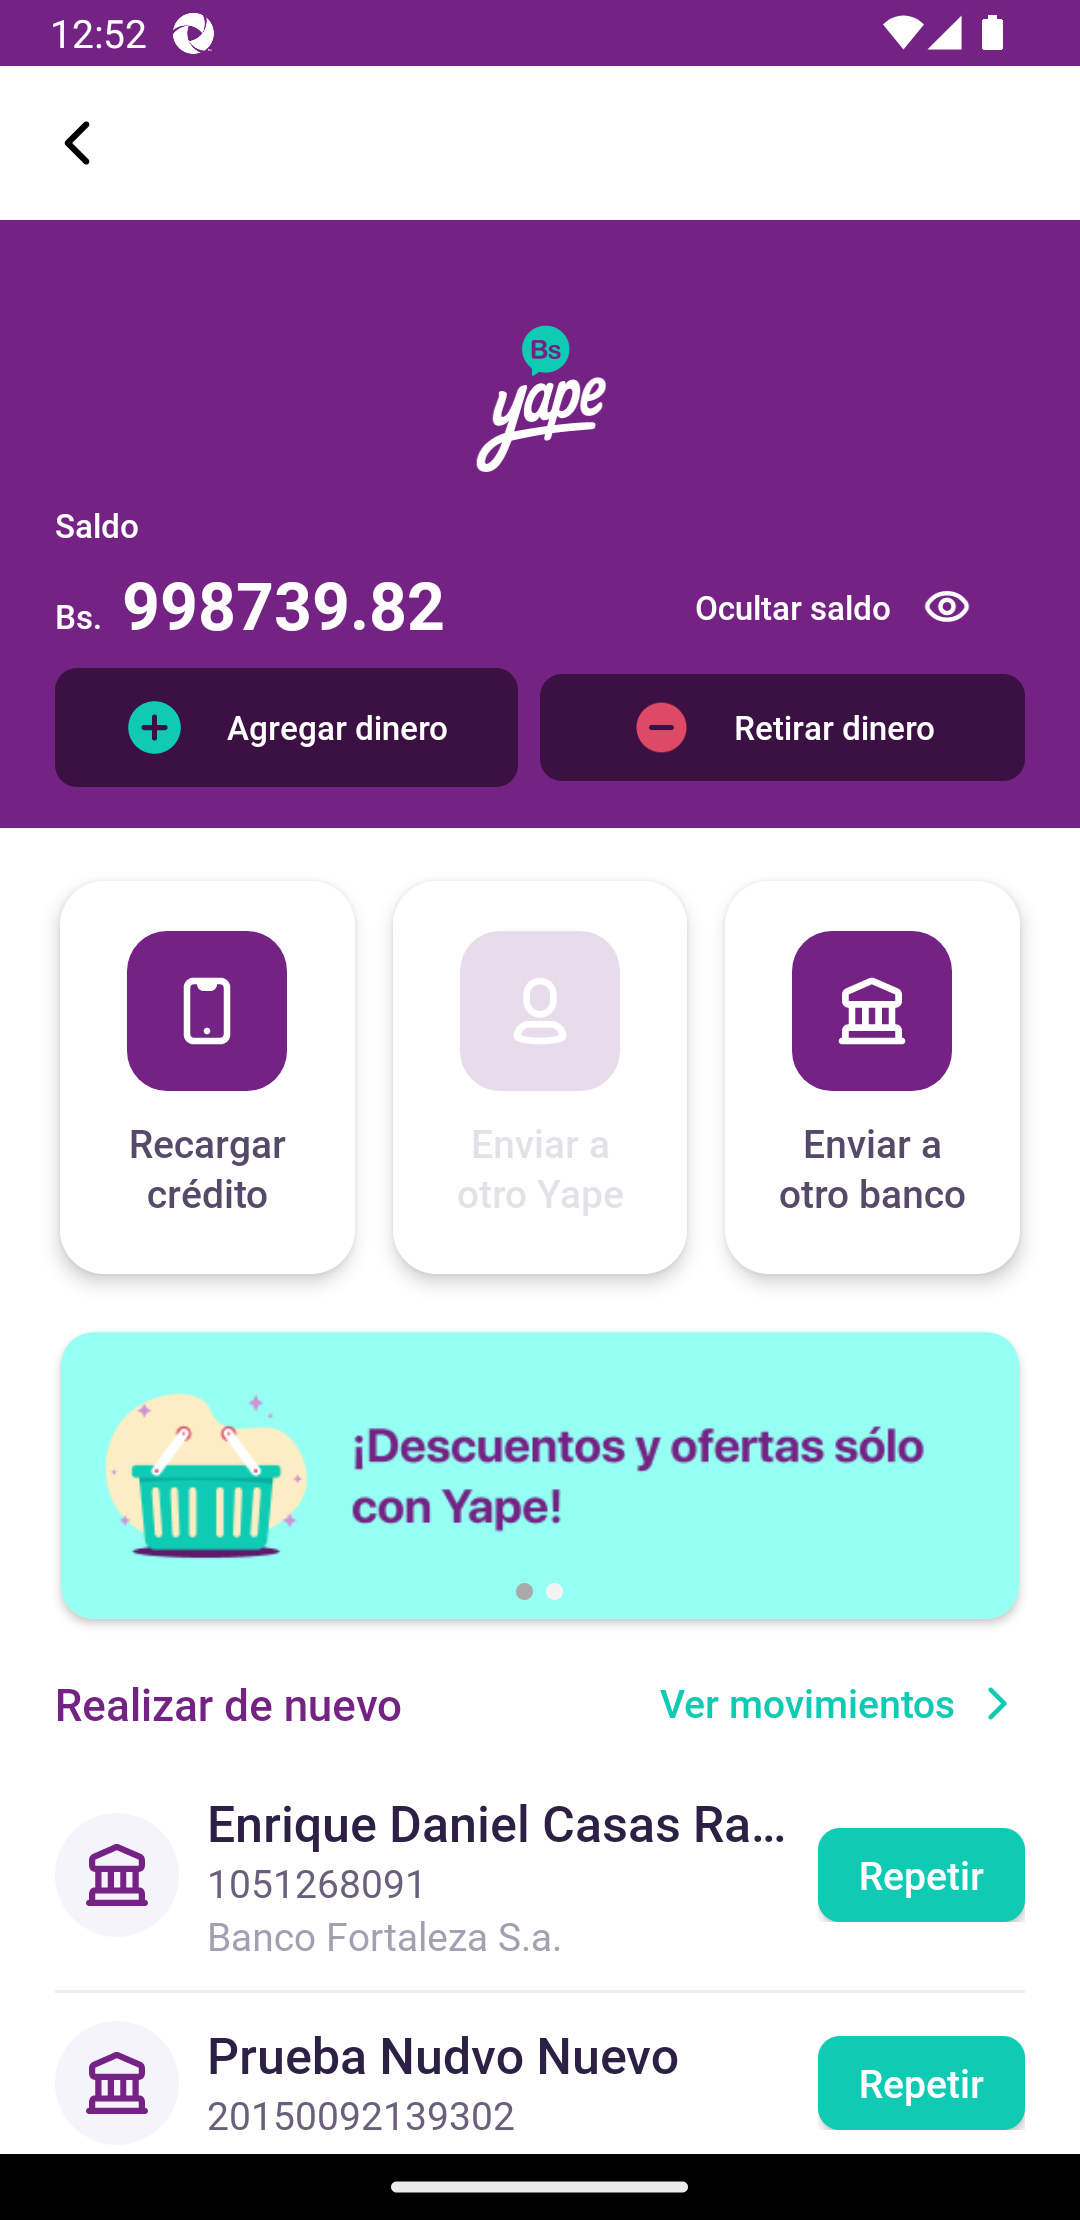 12:52
Bs
yape
Saldo
Bs. 998739.82
Ocultar saldo
Agregar dinero
Retirar dinero
Recargar
crédito
Enviar a
otro Yape
Enviar a
otro banco
¡Descuentos y ofertas sólo
con Yape!
Realizar de nuevo
Ver movimientos
Enrique Daniel Casas Ra...
1051268091
Banco Fortaleza S.a.
Repetir
Prueba Nudvo Nuevo
20150092139302
Repetir